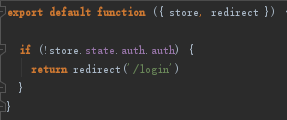 export default function ({ store, redirect }) {
if (!store.state.auth.auth) {
return redirect('/login')
}
}